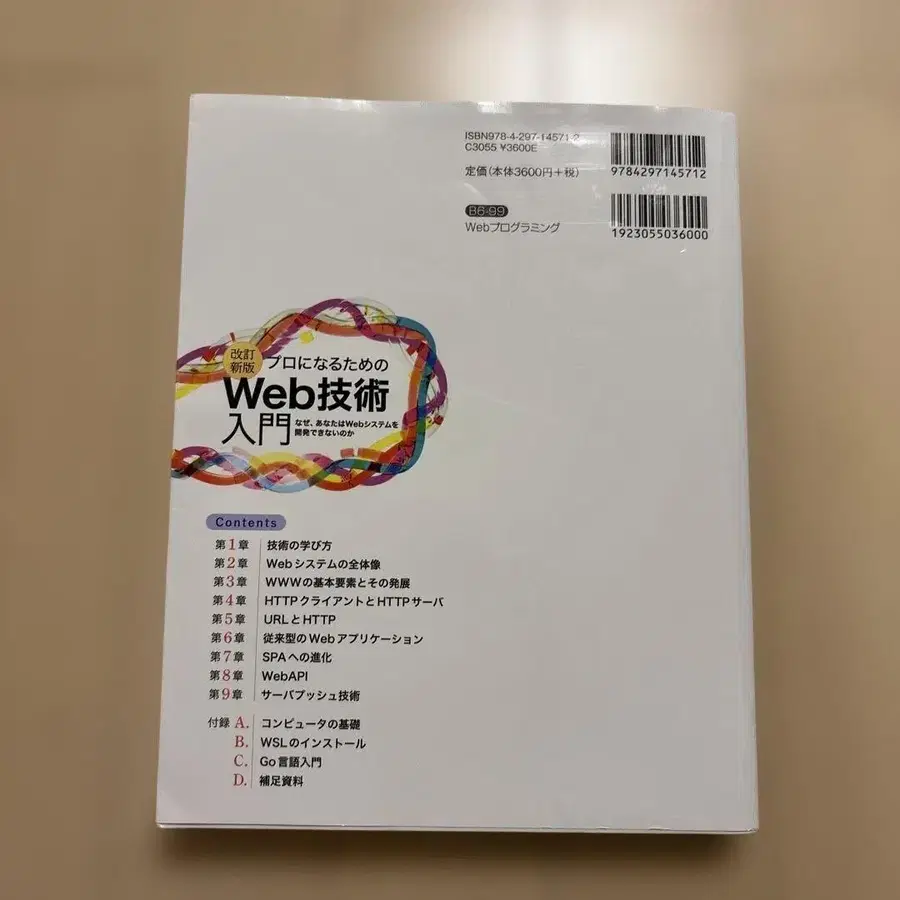 ISBN978-4-297-14571-2
C3055 ¥3600E
定価(本体3600円+税)
9784297145712
B6-99
Webプログラミング
1923055036000
改訂
新版
プロになるための
Web技術
入門
なぜ、あなたはWebシステムを
開発できないのか
Contents
第1章 技術の学び方
第2章 Webシステムの全体像
第3章 WWWの基本要素とその発展
第4章 HTTPクライアントとHTTPサーバ
第5章 URLとHTTP
第6章 従来型のWebアプリケーション
第7章 SPAへの進化
第8章 WebAPI
第9章 サーバプッシュ技術
付録 A. コンピュータの基礎
B. WSLのインストール
C. Go言語入門
D. 補足資料